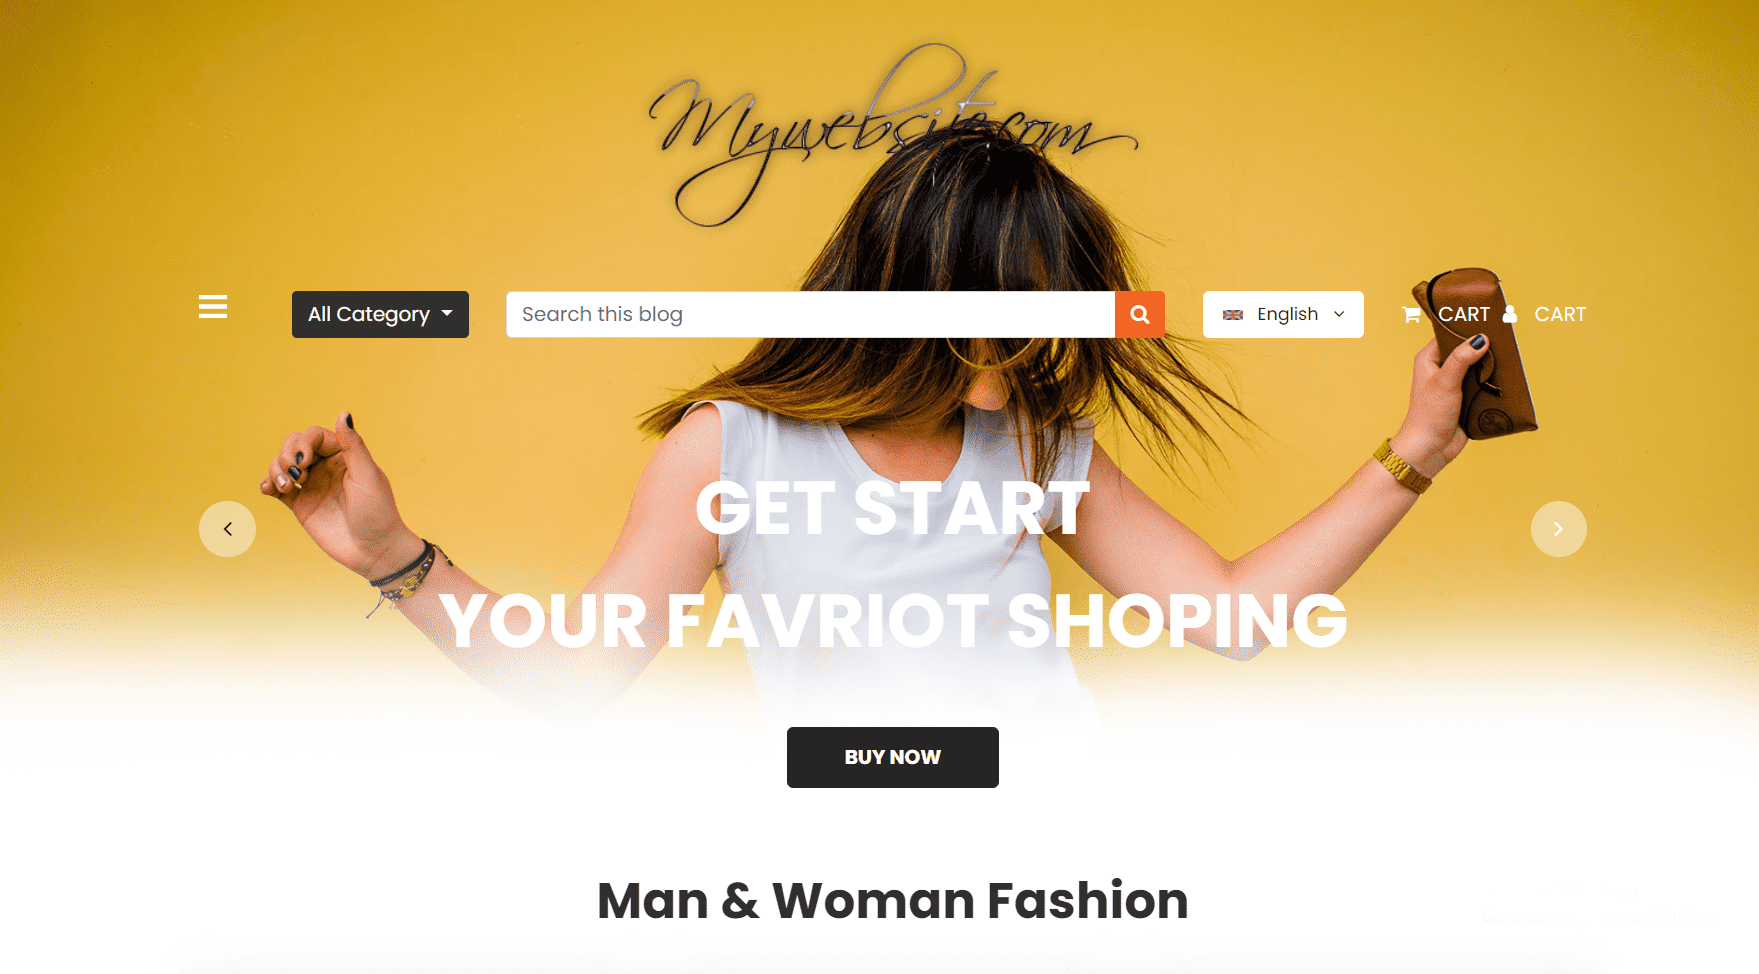 Mywebsite.com
All Category
Search this blog
English
CART
CART
GET START
YOUR FAVRIOT SHOPING
BUY NOW
Man & Woman Fashion